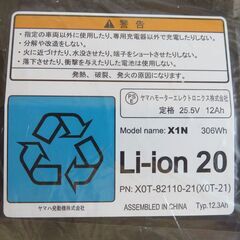 ⚠ 警告
・指定の車両以外に使用したり、専用充電器以外で充電したりしない。
・分解や改造をしない。
・火に近づけたり、水没させたり、端子をショートさせたりしない。
・落下させたり、衝撃を与えたり、亀裂の生じた電池は使用しない。
発熱、破裂、発火の原因となります。
PSE ヤマハモーターエレクトロニクス株式会社
定格 25.5V 12Ah
Model name: X1N 306Wh
Li-ion 20
PN: X0T-82110-21(X0T-21)
ヤマハ発動機株式会社 ASSEMBLED IN CHINA Typ.12.3Ah